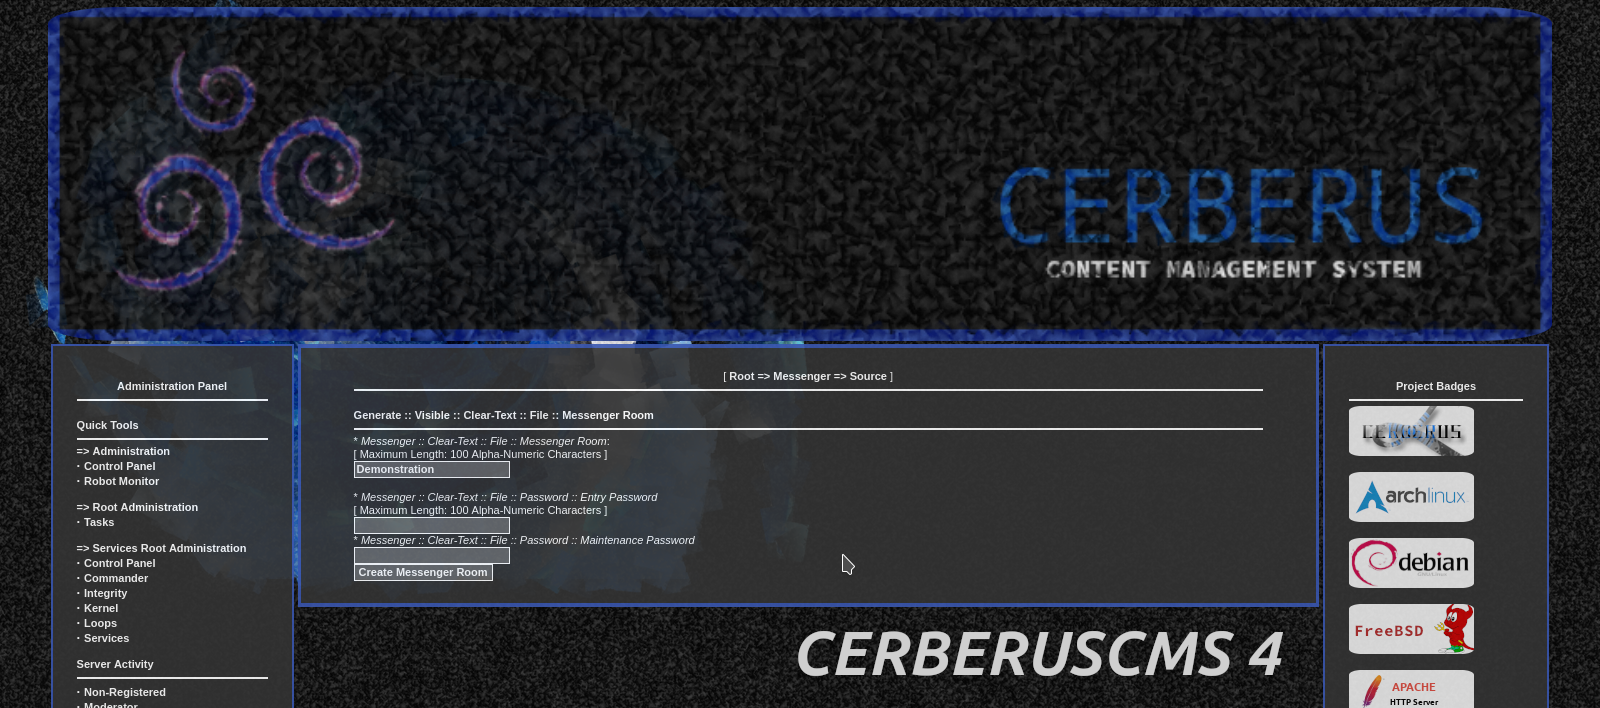 CERBERUS
CONTENT MANAGEMENT SYSTEM
Administration Panel
Quick Tools
=> Administration
· Control Panel
· Robot Monitor
=> Root Administration
· Tasks
=> Services Root Administration
· Control Panel
· Commander
· Integrity
· Kernel
· Loops
· Services
Server Activity
· Non-Registered
· Moderator
[ Root => Messenger => Source ]
Generate :: Visible :: Clear-Text :: File :: Messenger Room
* Messenger :: Clear-Text :: File :: Messenger Room:
[ Maximum Length: 100 Alpha-Numeric Characters ]
Demonstration
* Messenger :: Clear-Text :: File :: Password :: Entry Password
[ Maximum Length: 100 Alpha-Numeric Characters ]
* Messenger :: Clear-Text :: File :: Password :: Maintenance Password
Create Messenger Room
CERBERUSCMS 4
Project Badges
CERBERUS
archlinux
debian
FreeBSD
APACHE
HTTP Server